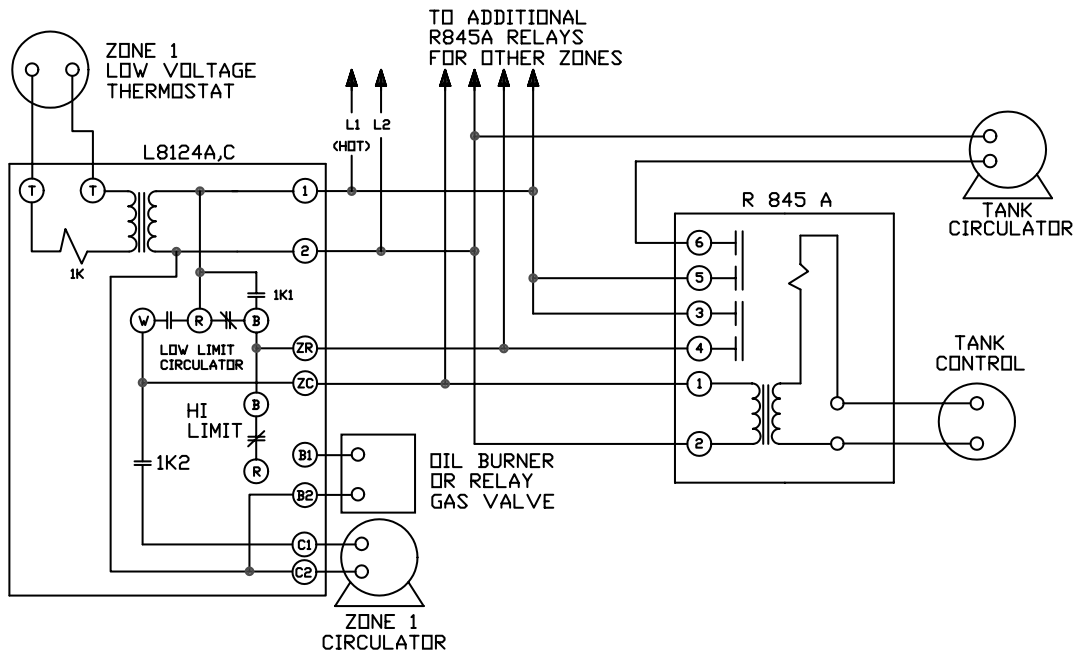 TO ADDITIONAL
R845A RELAYS
FOR OTHER ZONES
ZONE 1
LOW VOLTAGE
THERMOSTAT
L1 L2
(HOT)
L8124A,C
T T
1
2
1K
1K1
W R B
LOW LIMIT
CIRCULATOR
ZR
ZC
HI
LIMIT
B
R
1K2
B1
B2
C1
C2
OIL BURNER
OR RELAY
GAS VALVE
ZONE 1
CIRCULATOR
R 845 A
6
5
3
4
1
2
TANK
CIRCULATOR
TANK
CONTROL